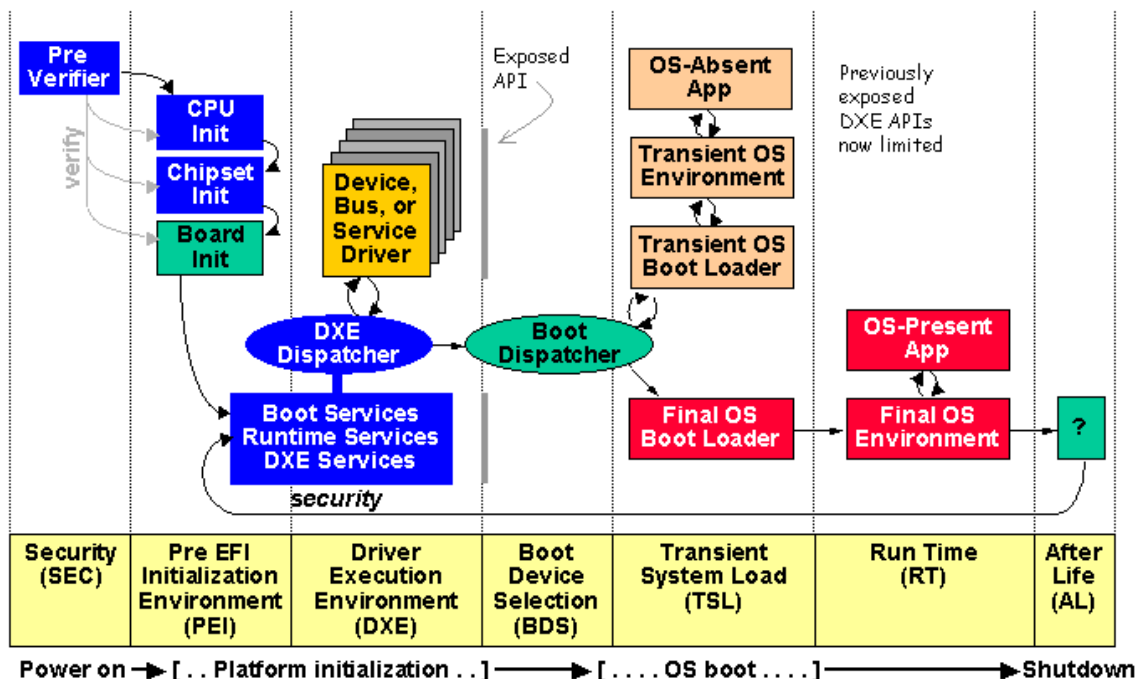 Pre
Verifier
verify
CPU
Init
Chipset
Init
Board
Init
Device,
Bus, or
Service
Driver
Exposed
API
OS-Absent
App
Transient OS
Environment
Transient OS
Boot Loader
Previously
exposed
DXE APIs
now limited
DXE
Dispatcher
Boot
Dispatcher
OS-Present
App
Boot Services
Runtime Services
DXE Services
Final OS
Boot Loader
Final OS
Environment
?
security
Security
(SEC)
Pre EFI
Initialization
Environment
(PEI)
Driver
Execution
Environment
(DXE)
Boot
Device
Selection
(BDS)
Transient
System Load
(TSL)
Run Time
(RT)
After
Life
(AL)
Power on [ . . Platform initialization . . ] [ . . . . OS boot . . . . ] Shutdown